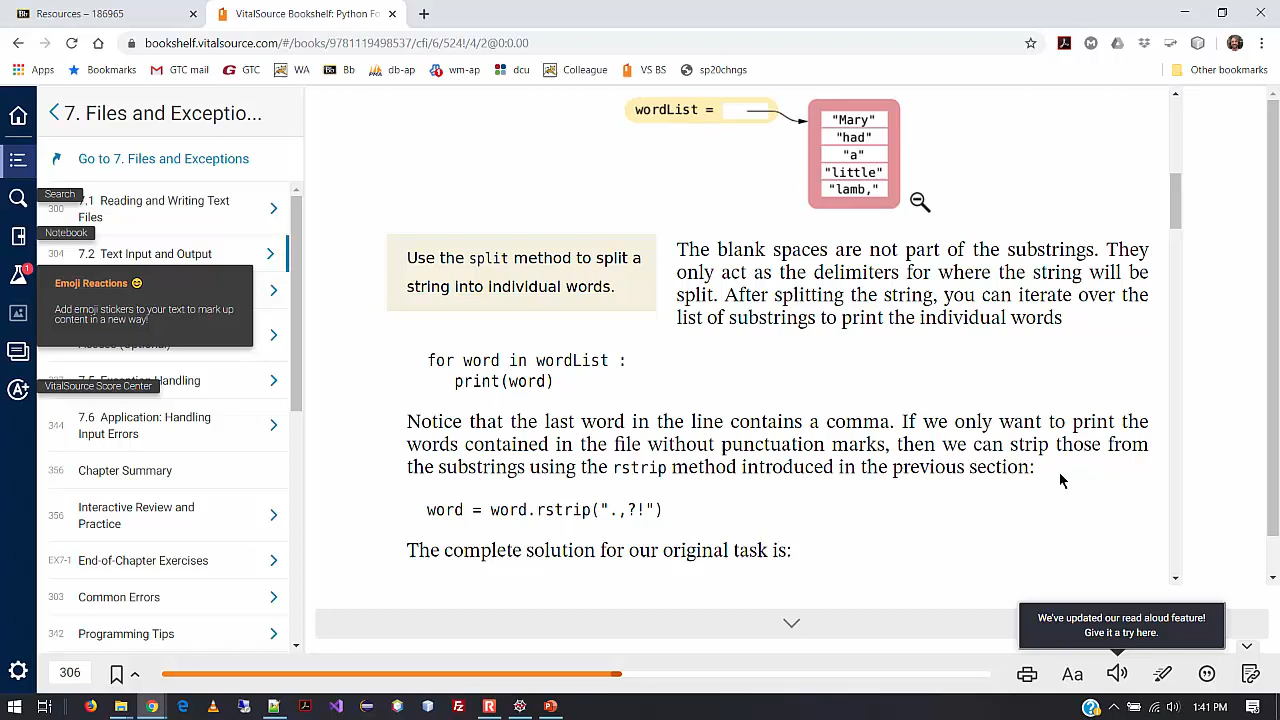 Resources – 186965
VitalSource Bookshelf: Python Fo
bookshelf.vitalsource.com/#/books/9781119498537/cfi/6/524!/4/2@0:0.00
Apps
Bookmarks
GTC mail
GTC
WA
Bb
db-ap
wm-ap
dcu
Colleague
VS BS
sp20chngs
Other bookmarks
7. Files and Exceptio...
Go to 7. Files and Exceptions
Search
300
7.1 Reading and Writing Text
Files
Notebook
304
7.2 Text Input and Output
1
Emoji Reactions 😊
Add emoji stickers to your text to mark up
content in a new way!
VitalSource Score Center
7.5 Exception Handling
344
7.6 Application: Handling
Input Errors
356
Chapter Summary
356
Interactive Review and
Practice
EX7-1
End-of-Chapter Exercises
303
Common Errors
342
Programming Tips
wordList =
"Mary"
"had"
"a"
"little"
"lamb,"
Use the split method to split a
string into individual words.
The blank spaces are not part of the substrings. They
only act as the delimiters for where the string will be
split. After splitting the string, you can iterate over the
list of substrings to print the individual words
for word in wordList :
print(word)
Notice that the last word in the line contains a comma. If we only want to print the
words contained in the file without punctuation marks, then we can strip those from
the substrings using the rstrip method introduced in the previous section:
word = word.rstrip(".,?!")
The complete solution for our original task is:
We've updated our read aloud feature!
Give it a try here.
306
Aa
1:41 PM